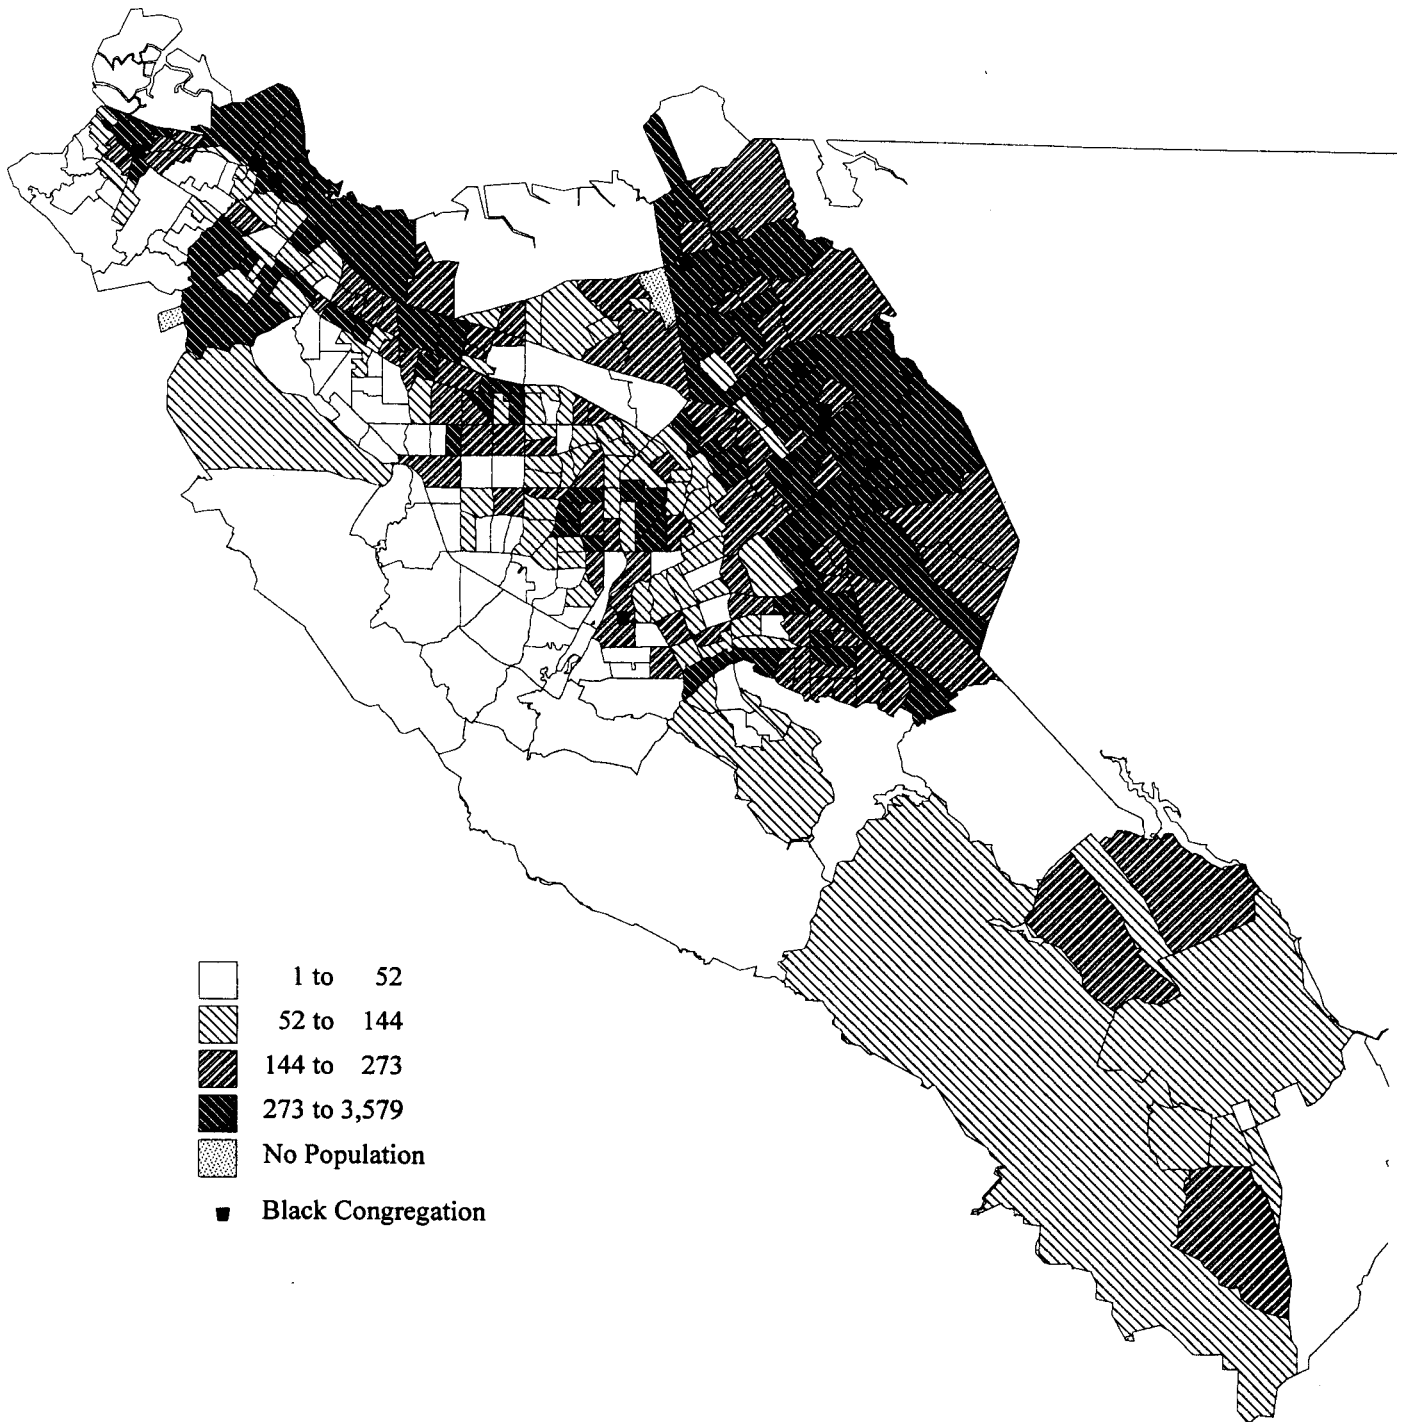 1 to 52
52 to 144
144 to 273
273 to 3,579
No Population
Black Congregation